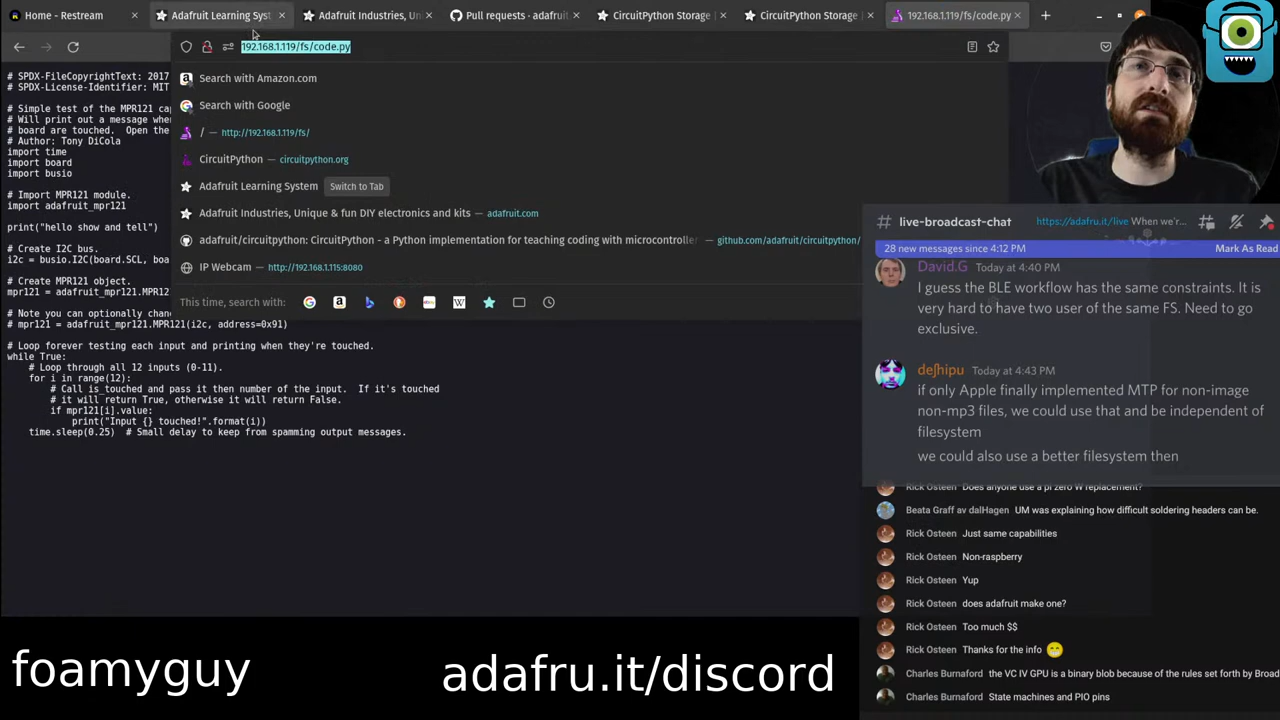 Home - Restream
Adafruit Learning Syst
Adafruit Industries, Uni
Pull requests · adafruit
CircuitPython Storage |
CircuitPython Storage |
192.168.1.119/fs/code.py
192.168.1.119/fs/code.py
Search with Amazon.com
Search with Google
/ — http://192.168.1.119/fs/
CircuitPython — circuitpython.org
Adafruit Learning System Switch to Tab
Adafruit Industries, Unique & fun DIY electronics and kits — adafruit.com
adafruit/circuitpython: CircuitPython - a Python implementation for teaching coding with microcontroller — github.com/adafruit/circuitpython/
IP Webcam — http://192.168.1.115:8080
This time, search with:
# SPDX-FileCopyrightText: 2017
# SPDX-License-Identifier: MIT
# Simple test of the MPR121 cap
# Will print out a message when
# board are touched. Open the
# Author: Tony DiCola
import time
import board
import busio
# Import MPR121 module.
import adafruit_mpr121
print("hello show and tell")
# Create I2C bus.
i2c = busio.I2C(board.SCL, bo
# Create MPR121 object.
mpr121 = adafruit_mpr121.MPR1
# Note you can optionally chan
# mpr121 = adafruit_mpr121.MPR121(i2c, address=0x91)
# Loop forever testing each input and printing when they're touched.
while True:
# Loop through all 12 inputs (0-11).
for i in range(12):
# Call is_touched and pass it then number of the input. If it's touched
# it will return True, otherwise it will return False.
if mpr121[i].value:
print("Input {} touched!".format(i))
time.sleep(0.25) # Small delay to keep from spamming output messages.
# live-broadcast-chat https://adafru.it/live When we'r...
28 new messages since 4:12 PM Mark As Read
David.G Today at 4:40 PM
I guess the BLE workflow has the same constraints. It is
very hard to have two user of the same FS. Need to go
exclusive.
deʃhipu Today at 4:43 PM
if only Apple finally implemented MTP for non-image
non-mp3 files, we could use that and be independent of
filesystem
we could also use a better filesystem then
Rick Osteen Does anyone use a pi zero W replacement?
Beata Graff av dalHagen UM was explaining how difficult soldering headers can be.
Rick Osteen Just same capabilities
Rick Osteen Non-raspberry
Rick Osteen Yup
Rick Osteen does adafruit make one?
Rick Osteen Too much $$
Rick Osteen Thanks for the info
Charles Burnaford the VC IV GPU is a binary blob because of the rules set forth by Broad
Charles Burnaford State machines and PIO pins
foamyguy
adafru.it/discord